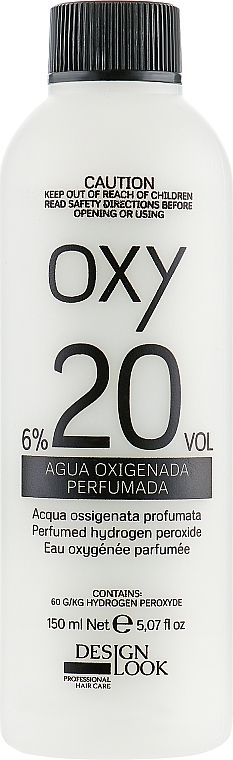 CAUTION
KEEP OUT OF REACH OF CHILDREN
READ SAFETY DIRECTIONS BEFORE
OPENING OR USING
oxy
6% 20 VOL
AGUA OXIGENADA
PERFUMADA
Acqua ossigenata profumata
Perfumed hydrogen peroxide
Eau oxygénée parfumée
CONTAINS:
60 G/KG HYDROGEN PEROXYDE
150 ml Net e 5,07 fl oz
DESIGN
LOOK
PROFESSIONAL
HAIR CARE